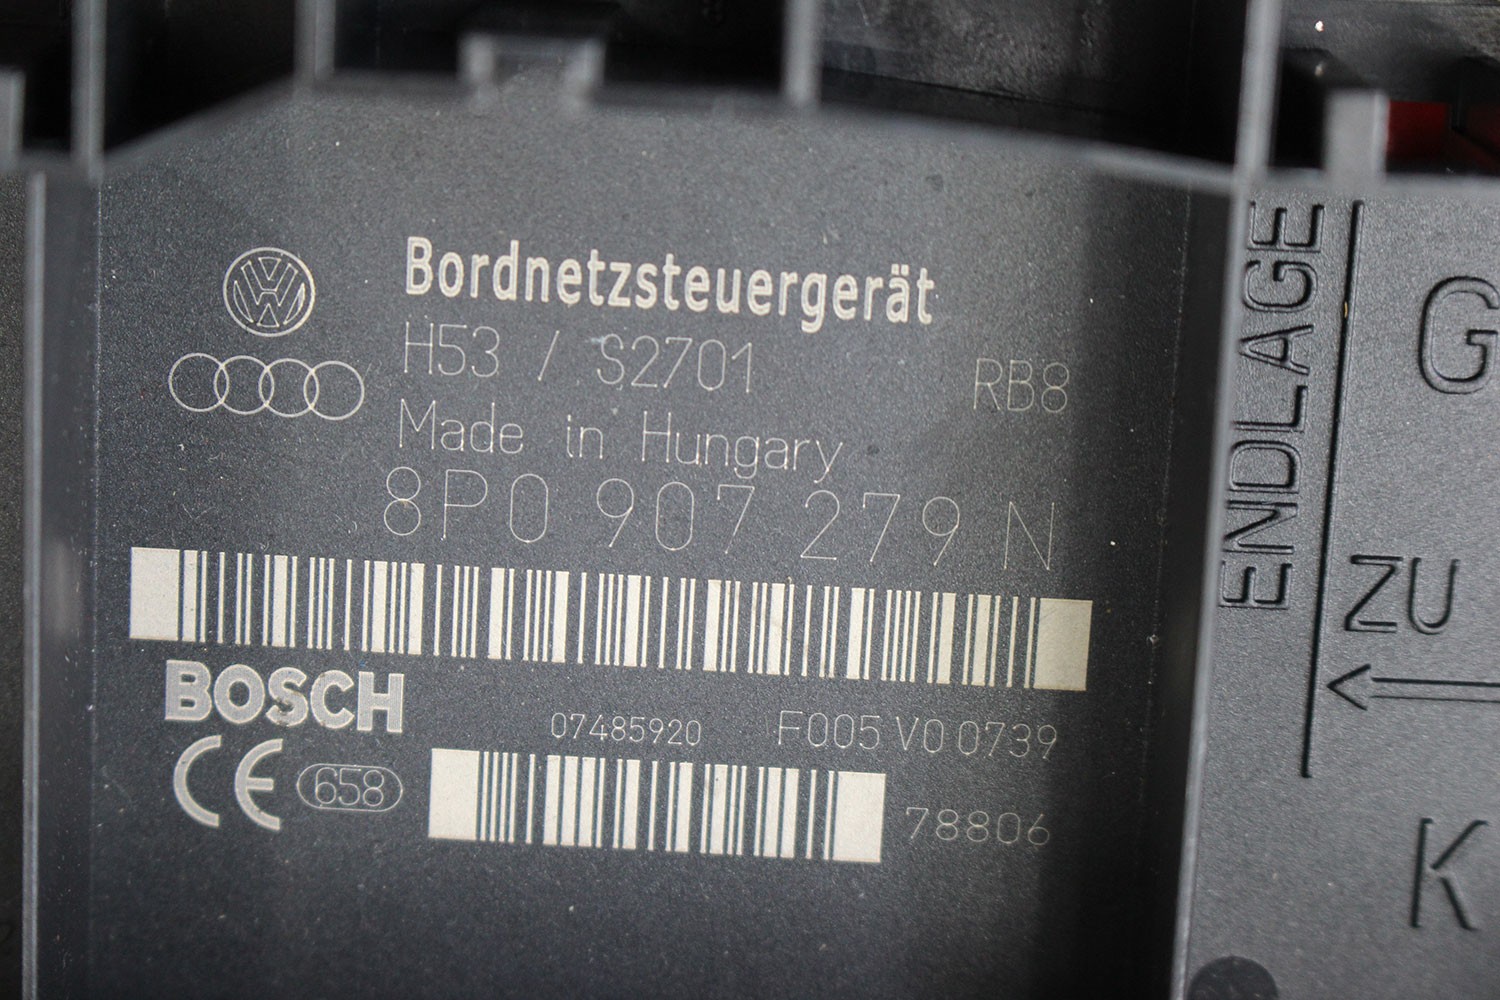 Bordnetzsteuergerät
H53 / S2701 RB8
Made in Hungary
8P0 907 279 N
BOSCH
07485920 F005 V0 0739
CE 658
78806
ENDLAGE
G
ZU
K